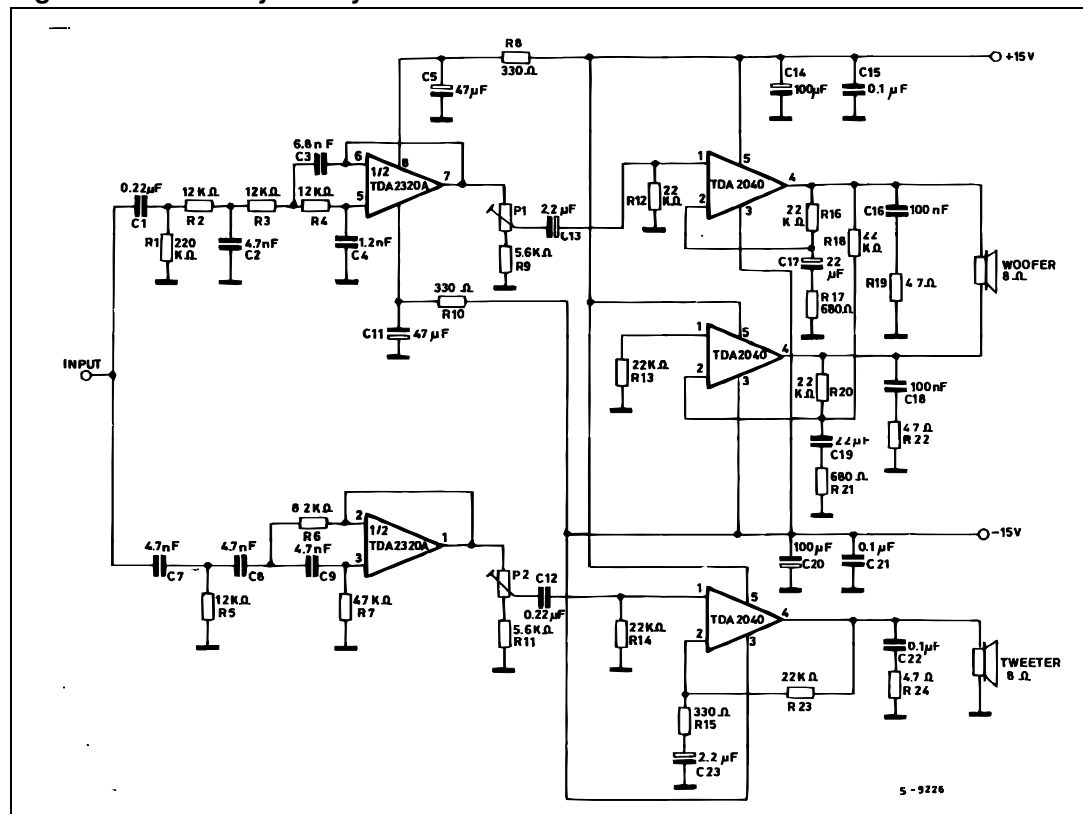 R8
330Ω
+15V
C5
47µF
C14
100µF
C15
0.1µF
6.8nF
C3
6
8
1/2
TDA2320A
7
5
0.22µF
C1
12KΩ
R2
12KΩ
R3
12KΩ
R4
R1
220
KΩ
4.7nF
C2
1.2nF
C4
P1
5.6KΩ
R9
2.2µF
C13
R12
22
KΩ
1
2
TDA2040
5
4
3
22
KΩ
R16
R18
22
KΩ
C16
100nF
C17
22
µF
R17
680Ω
R19
4.7Ω
WOOFER
8Ω
330Ω
R10
C11
47µF
INPUT
22KΩ
R13
1
2
TDA2040
5
4
3
22
KΩ
R20
100nF
C18
22µF
C19
4.7Ω
R22
680Ω
R21
-15V
100µF
C20
0.1µF
C21
8.2KΩ
R6
2
1/2
TDA2320A
1
3
4.7nF
C7
4.7nF
C8
4.7nF
C9
12KΩ
R5
47KΩ
R7
P2
5.6KΩ
R11
C12
0.22µF
22KΩ
R14
1
2
TDA2040
5
4
3
22KΩ
R23
330Ω
R15
2.2µF
C23
0.1µF
C22
4.7Ω
R24
TWEETER
8Ω
S-9226